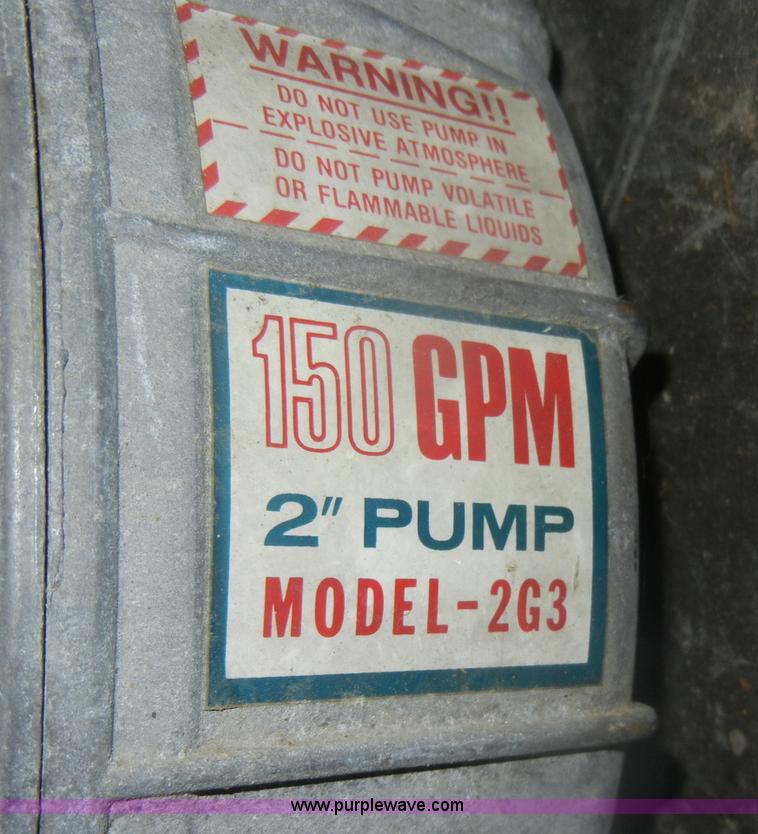 WARNING!!
DO NOT USE PUMP IN
EXPLOSIVE ATMOSPHERE
DO NOT PUMP VOLATILE
OR FLAMMABLE LIQUIDS
150 GPM
2" PUMP
MODEL-2G3
www.purplewave.com